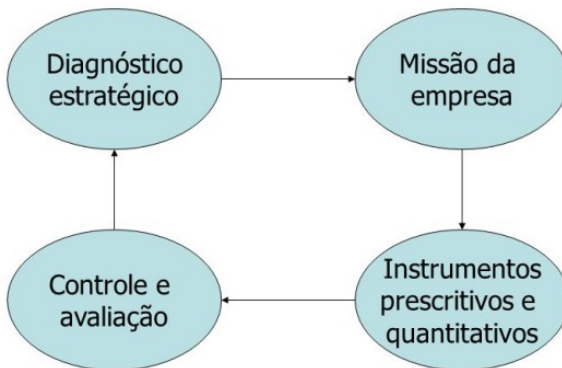 Diagnóstico
estratégico
Missão da
empresa
Controle e
avaliação
Instrumentos
prescritivos e
quantitativos